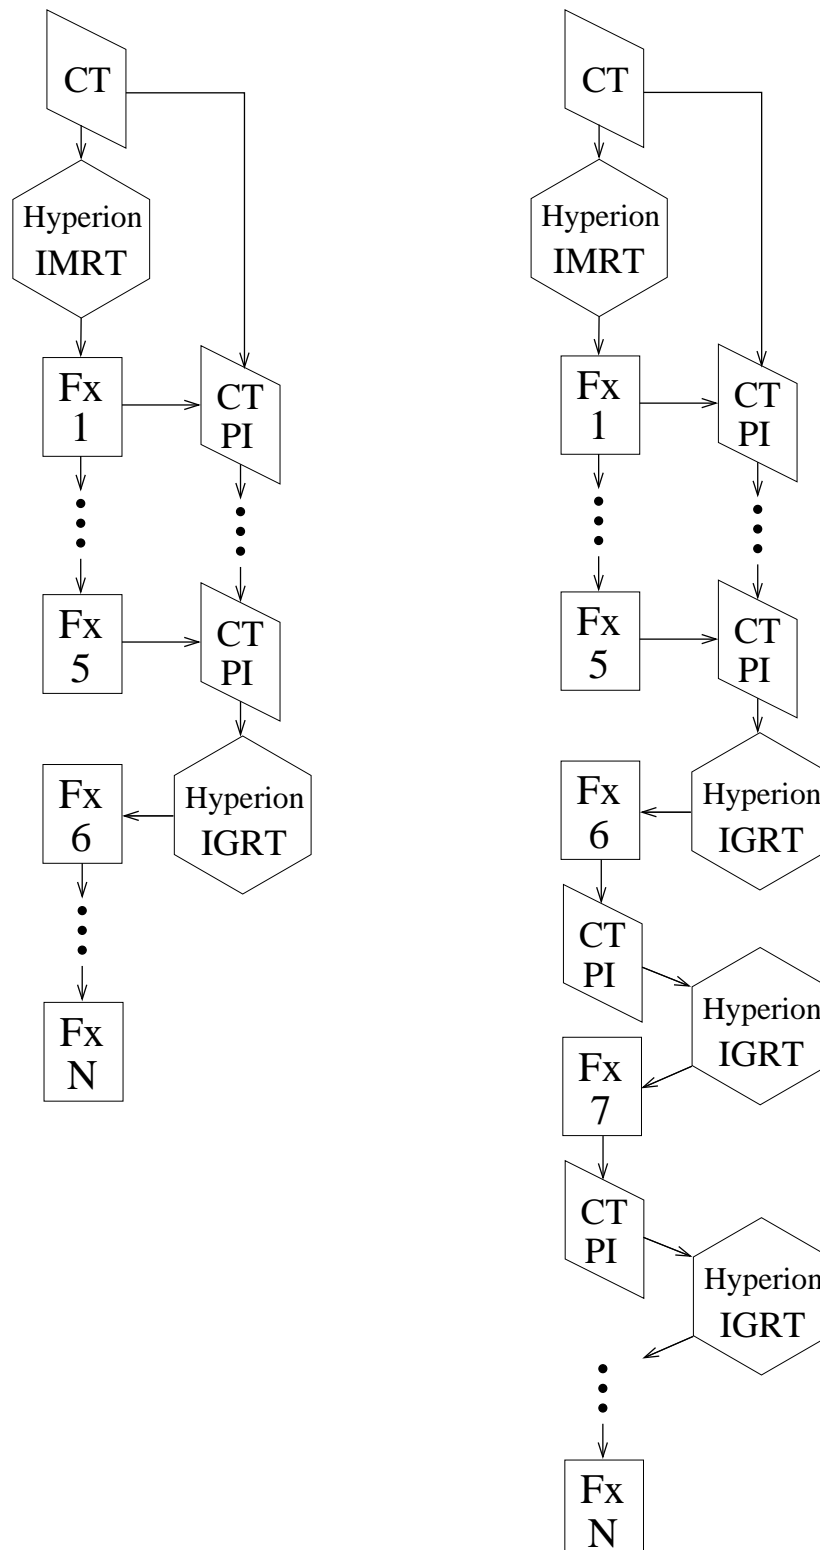 CT
Hyperion
IMRT
Fx
1
CT
PI
Fx
5
CT
PI
Hyperion
IGRT
Fx
6
Fx
N
CT
Hyperion
IMRT
Fx
1
CT
PI
Fx
5
CT
PI
Hyperion
IGRT
Fx
6
CT
PI
Hyperion
IGRT
Fx
7
CT
PI
Hyperion
IGRT
Fx
N